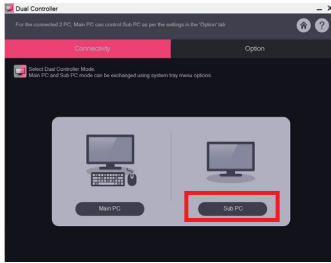 Dual Controller
For the connected 2 PC, Main PC can control Sub PC as per the settings in the 'Option' tab
Connectivity
Option
Select Dual Controller Mode.
Main PC and Sub PC mode can be exchanged using system tray menu options.
Main PC
Sub PC